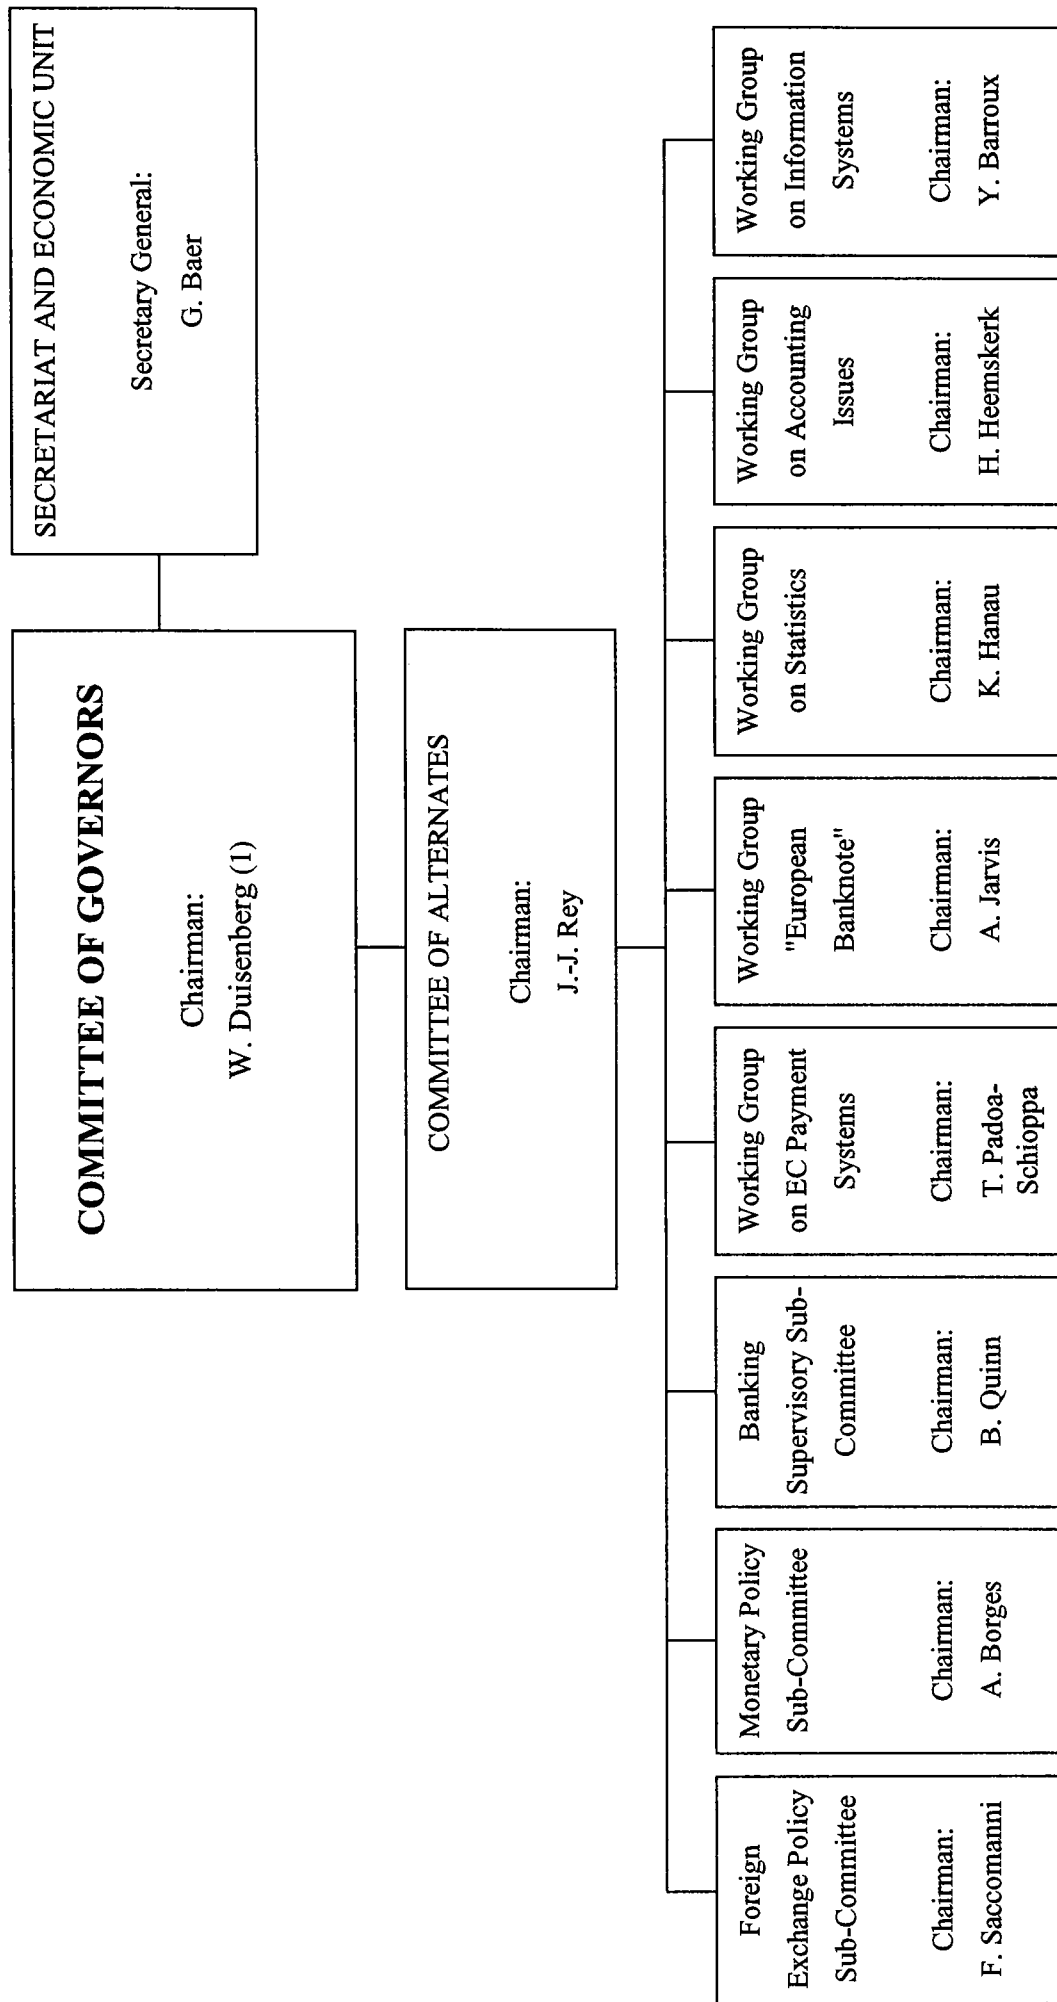 COMMITTEE OF GOVERNORS
Chairman:
W. Duisenberg (1)
SECRETARIAT AND ECONOMIC UNIT
Secretary General:
G. Baer
COMMITTEE OF ALTERNATES
Chairman:
J.-J. Rey
Foreign
Exchange Policy
Sub-Committee
Chairman:
F. Saccomanni
Monetary Policy
Sub-Committee
Chairman:
A. Borges
Banking
Supervisory Sub-
Committee
Chairman:
B. Quinn
Working Group
on EC Payment
Systems
Chairman:
T. Padoa-
Schioppa
Working Group
"European
Banknote"
Chairman:
A. Jarvis
Working Group
on Statistics
Chairman:
K. Hanau
Working Group
on Accounting
Issues
Chairman:
H. Heemskerk
Working Group
on Information
Systems
Chairman:
Y. Barroux